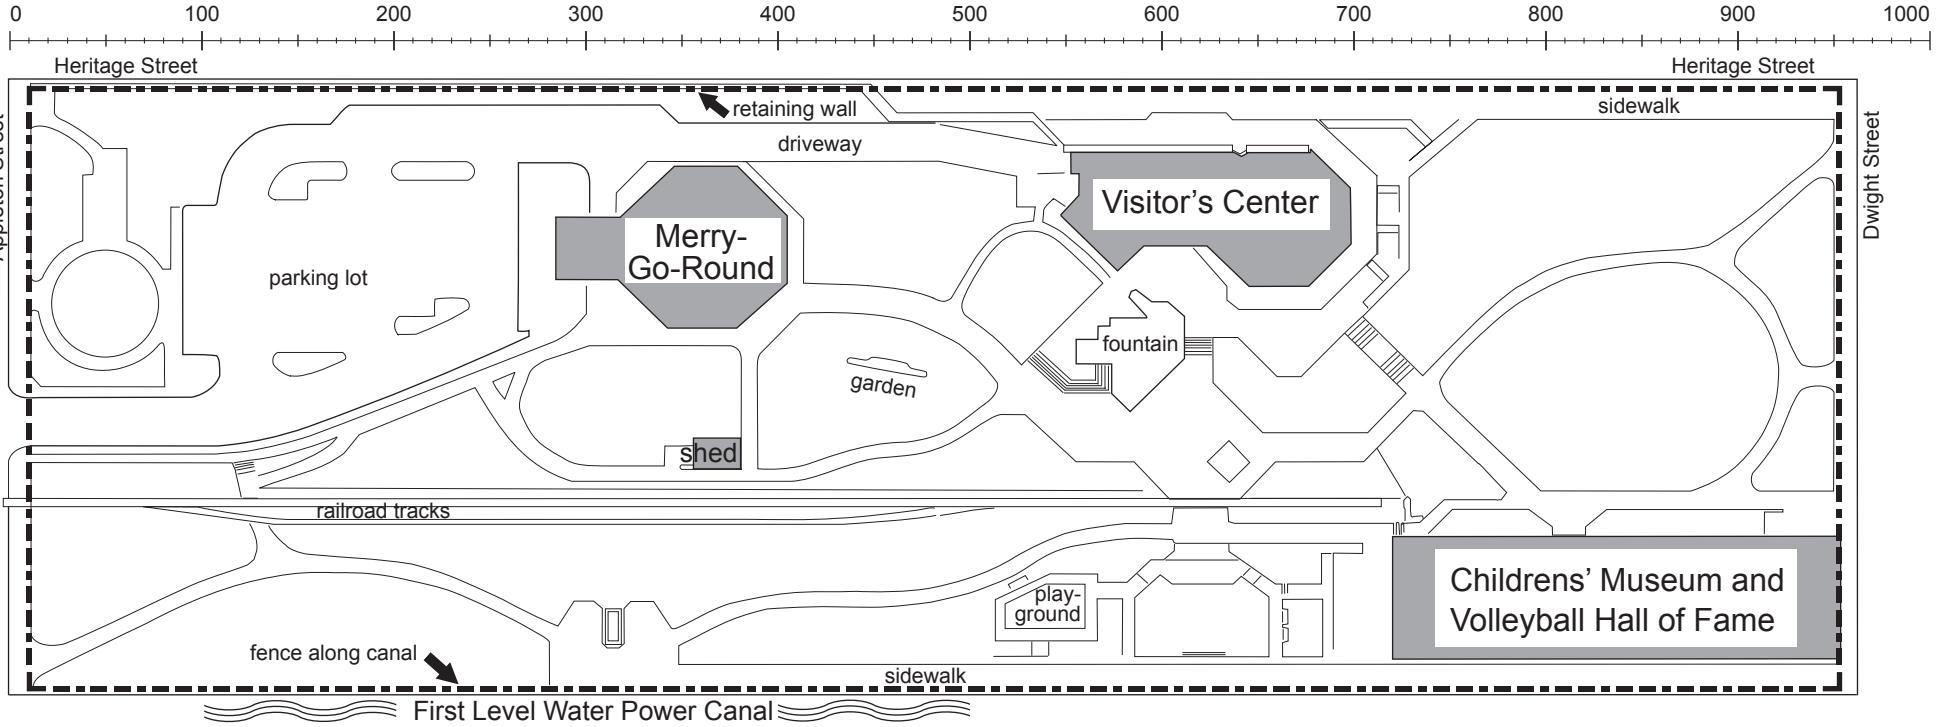 0 100 200 300 400 500 600 700 800 900 1000
Heritage Street
Heritage Street
retaining wall
sidewalk
driveway
Street
Dwight Street
Visitor's Center
Merry-
Go-Round
parking lot
fountain
garden
shed
railroad tracks
Childrens' Museum and
Volleyball Hall of Fame
play-
ground
fence along canal
sidewalk
First Level Water Power Canal